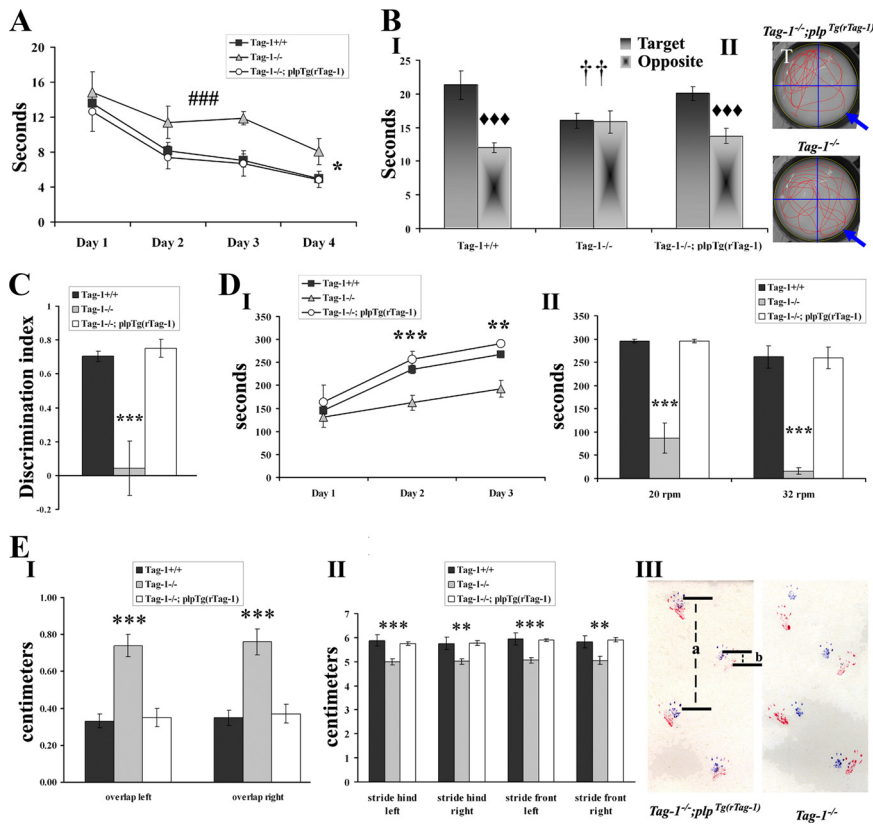 A
Tag-1+/+
Tag-1-/-
Tag-1-/-; plpTg(rTag-1)
20
16
12
8
4
0
Seconds
###
*
Day 1
Day 2
Day 3
Day 4
B
I
Target
Opposite
30
25
20
15
10
5
0
Seconds
♦♦♦
††
♦♦♦
Tag-1+/+
Tag-1-/-
Tag-1-/-; plpTg(rTag-1)
II
Tag-1-/-;plp Tg(rTag-1)
T
Tag-1-/-
C
Tag-1+/+
Tag-1-/-
Tag-1-/-; plpTg(rTag-1)
1
0.8
0.6
0.4
0.2
0
-0.2
Discrimination index
***
D
I
Tag-1+/+
Tag-1-/-
Tag-1-/-; plpTg(rTag-1)
350
300
250
200
150
100
50
0
seconds
***
**
Day 1
Day 2
Day 3
II
Tag-1+/+
Tag-1-/-
Tag-1-/-; plpTg(rTag-1)
350
300
250
200
150
100
50
0
seconds
***
***
20 rpm
32 rpm
E
I
Tag-1+/+
Tag-1-/-
Tag-1-/-; plpTg(rTag-1)
1.00
0.80
0.60
0.40
0.20
0.00
centimeters
***
***
overlap left
overlap right
II
Tag-1+/+
Tag-1-/-
Tag-1-/-; plpTg(rTag-1)
7
6
5
4
3
2
1
0
centimeters
***
**
***
**
stride hind
left
stride hind
right
stride front
left
stride front
right
III
a
b
Tag-1-/-;plp Tg(rTag-1)
Tag-1-/-